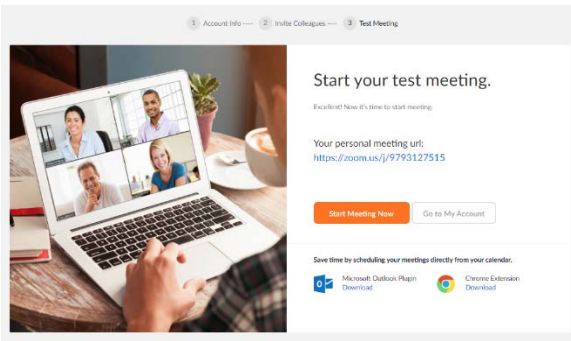 1 Account Info — 2 Invite Colleagues — 3 Test Meeting
Start your test meeting.
Excellent! Now it's time to start meeting.
Your personal meeting url:
https://zoom.us/j/9793127515
Start Meeting Now Go to My Account
Save time by scheduling your meetings directly from your calendar.
Microsoft Outlook Plugin Chrome Extension
Download Download